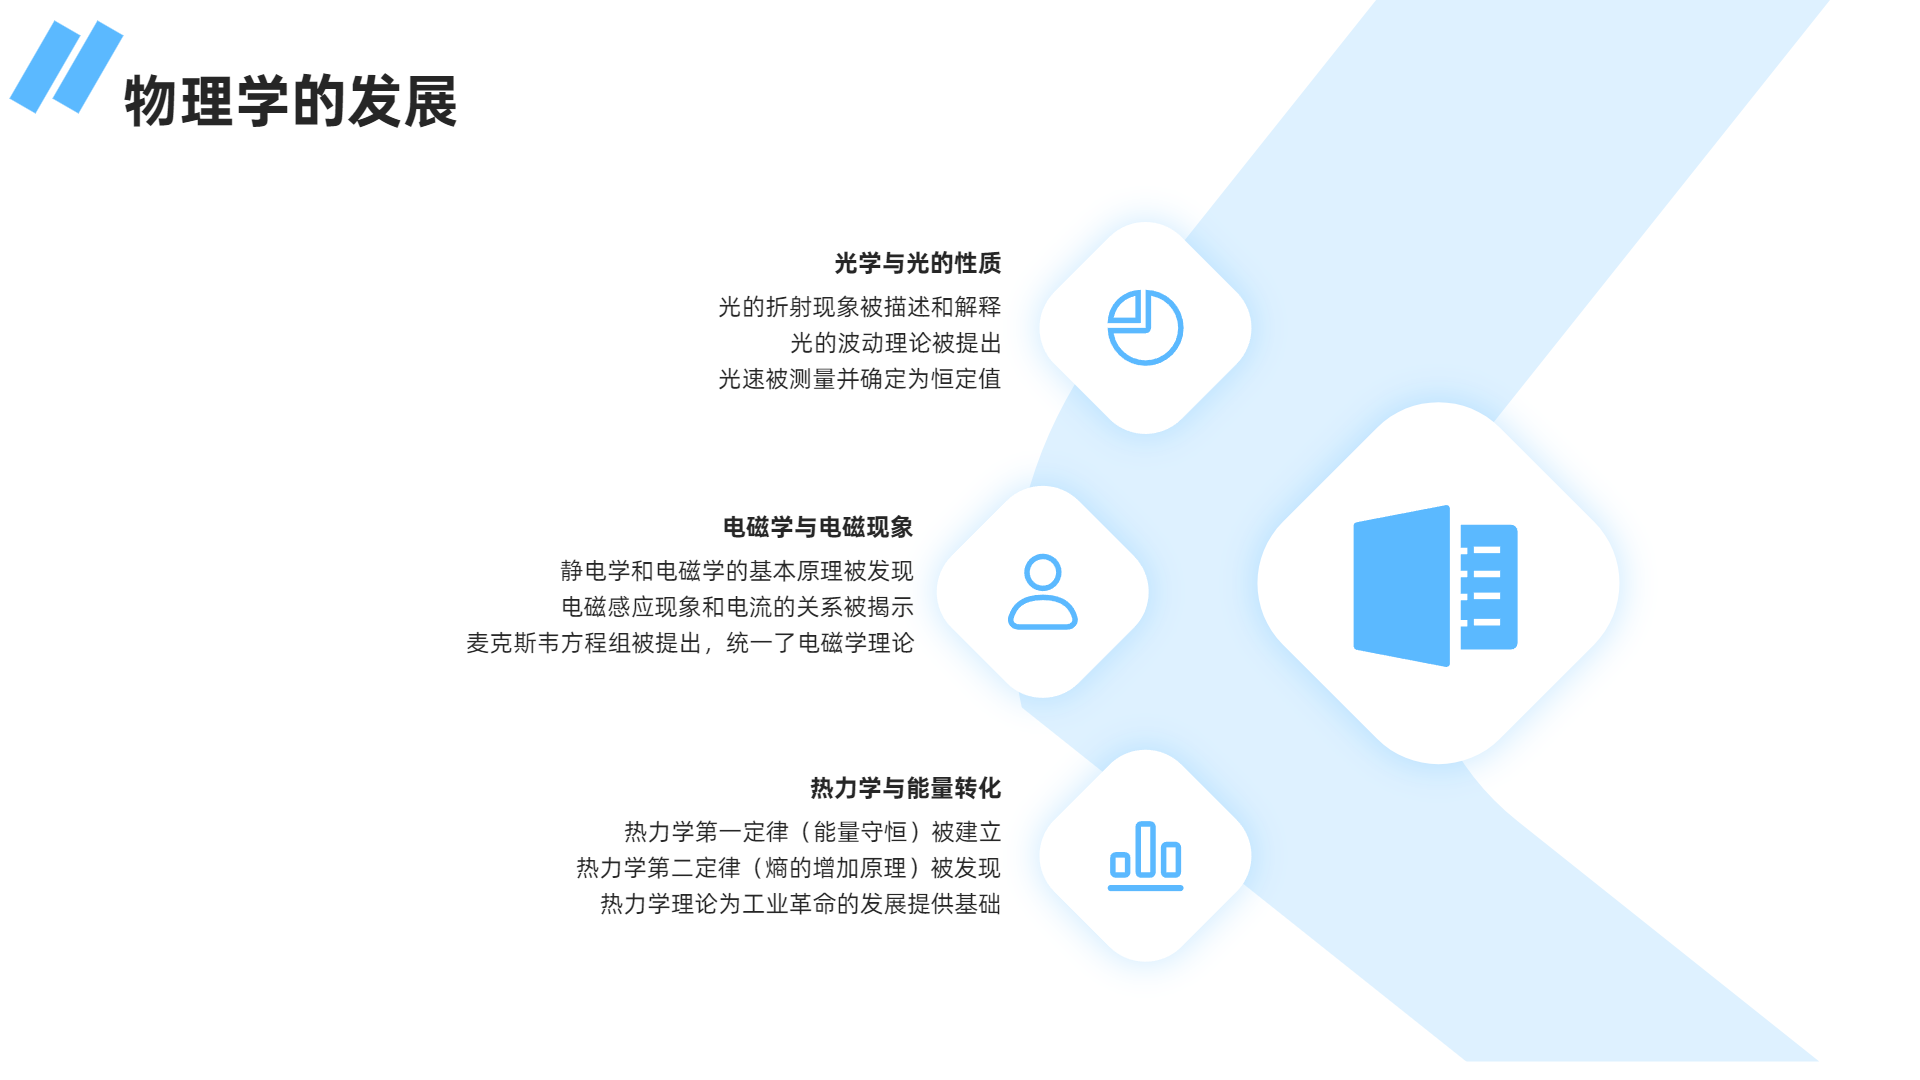 物理学的发展
光学与光的性质
光的折射现象被描述和解释
光的波动理论被提出
光速被测量并确定为恒定值
电磁学与电磁现象
静电学和电磁学的基本原理被发现
电磁感应现象和电流的关系被揭示
麦克斯韦方程组被提出，统一了电磁学理论
热力学与能量转化
热力学第一定律（能量守恒）被建立
热力学第二定律（熵的增加原理）被发现
热力学理论为工业革命的发展提供基础